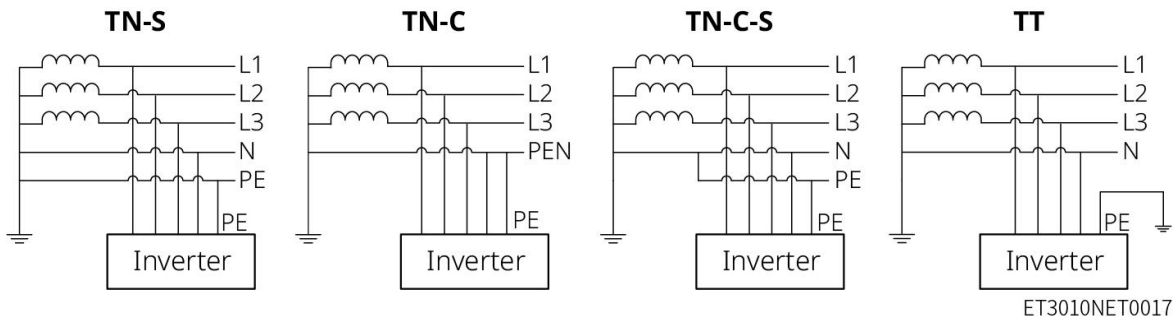 TN-S TN-C TN-C-S TT
L1 L1 L1 L1
L2 L2 L2 L2
L3 L3 L3 L3
N PEN N N
PE PE
PE PE PE PE
Inverter Inverter Inverter Inverter
ET3010NET0017